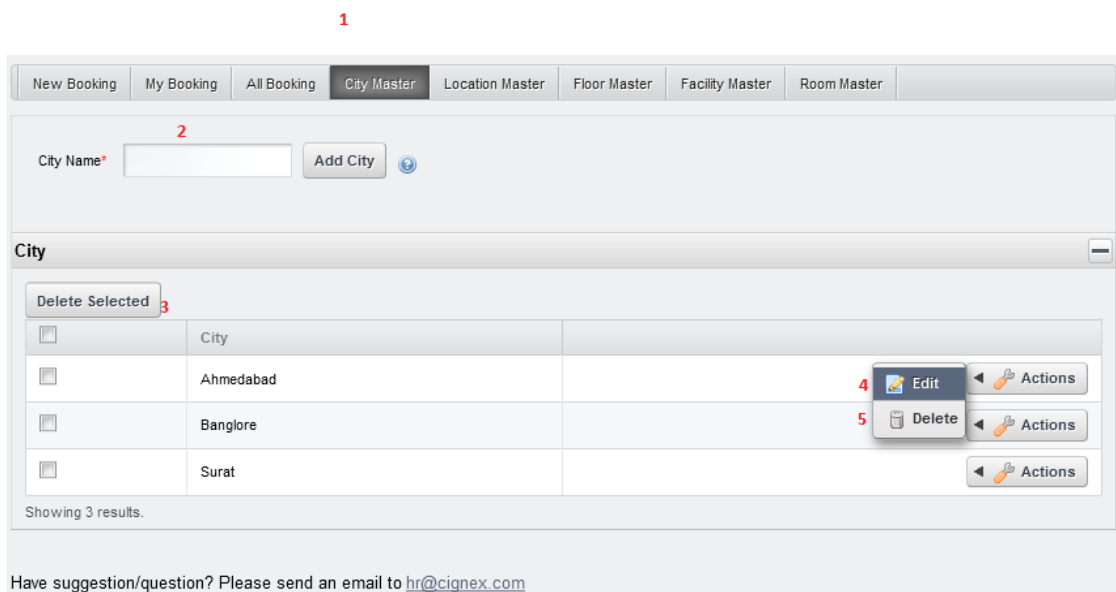 1
New Booking My Booking All Booking City Master Location Master Floor Master Facility Master Room Master
2
City Name* Add City
City
Delete Selected 3
City
Ahmedabad 4 Edit Actions
Banglore 5 Delete Actions
Surat Actions
Showing 3 results.
Have suggestion/question? Please send an email to hr@cignex.com